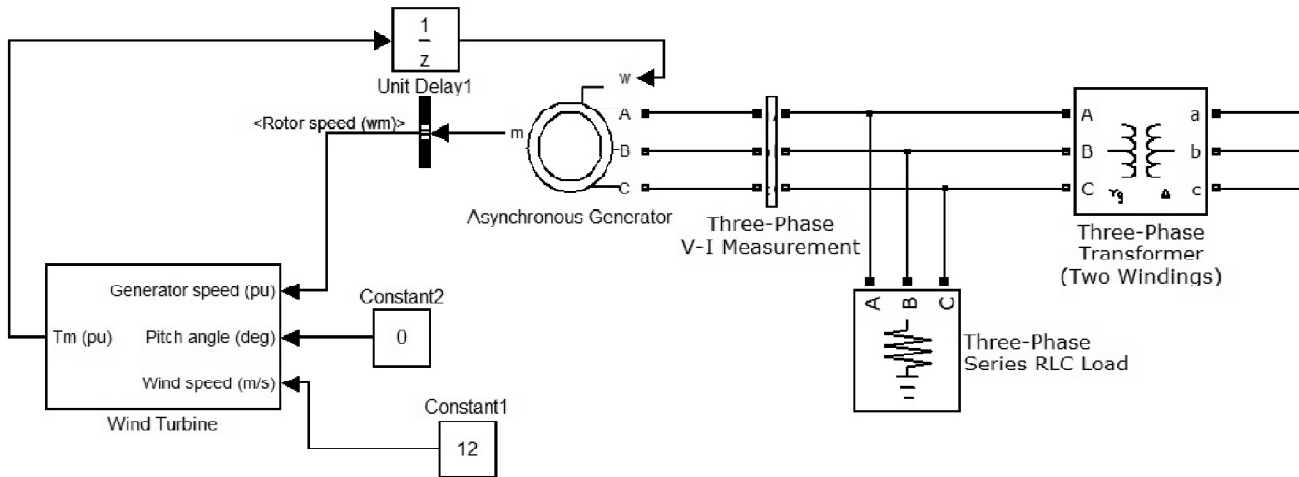 1
z
Unit Delay1
<Rotor speed (wm)>
m
w
A
B
C
Asynchronous Generator
Three-Phase
V-I Measurement
A
B
C
Yg
Δ
a
b
c
Three-Phase
Transformer
(Two Windings)
A B C
Three-Phase
Series RLC Load
Generator speed (pu)
Tm (pu)
Pitch angle (deg)
Wind speed (m/s)
Wind Turbine
Constant2
0
Constant1
12